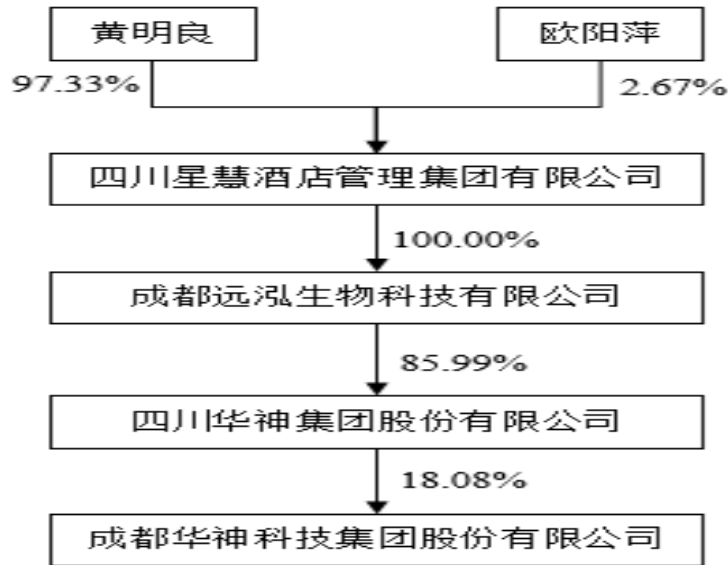 黄明良
欧阳萍
97.33%
2.67%
四川星慧酒店管理集团有限公司
100.00%
成都远泓生物科技有限公司
85.99%
四川华神集团股份有限公司
18.08%
成都华神科技集团股份有限公司